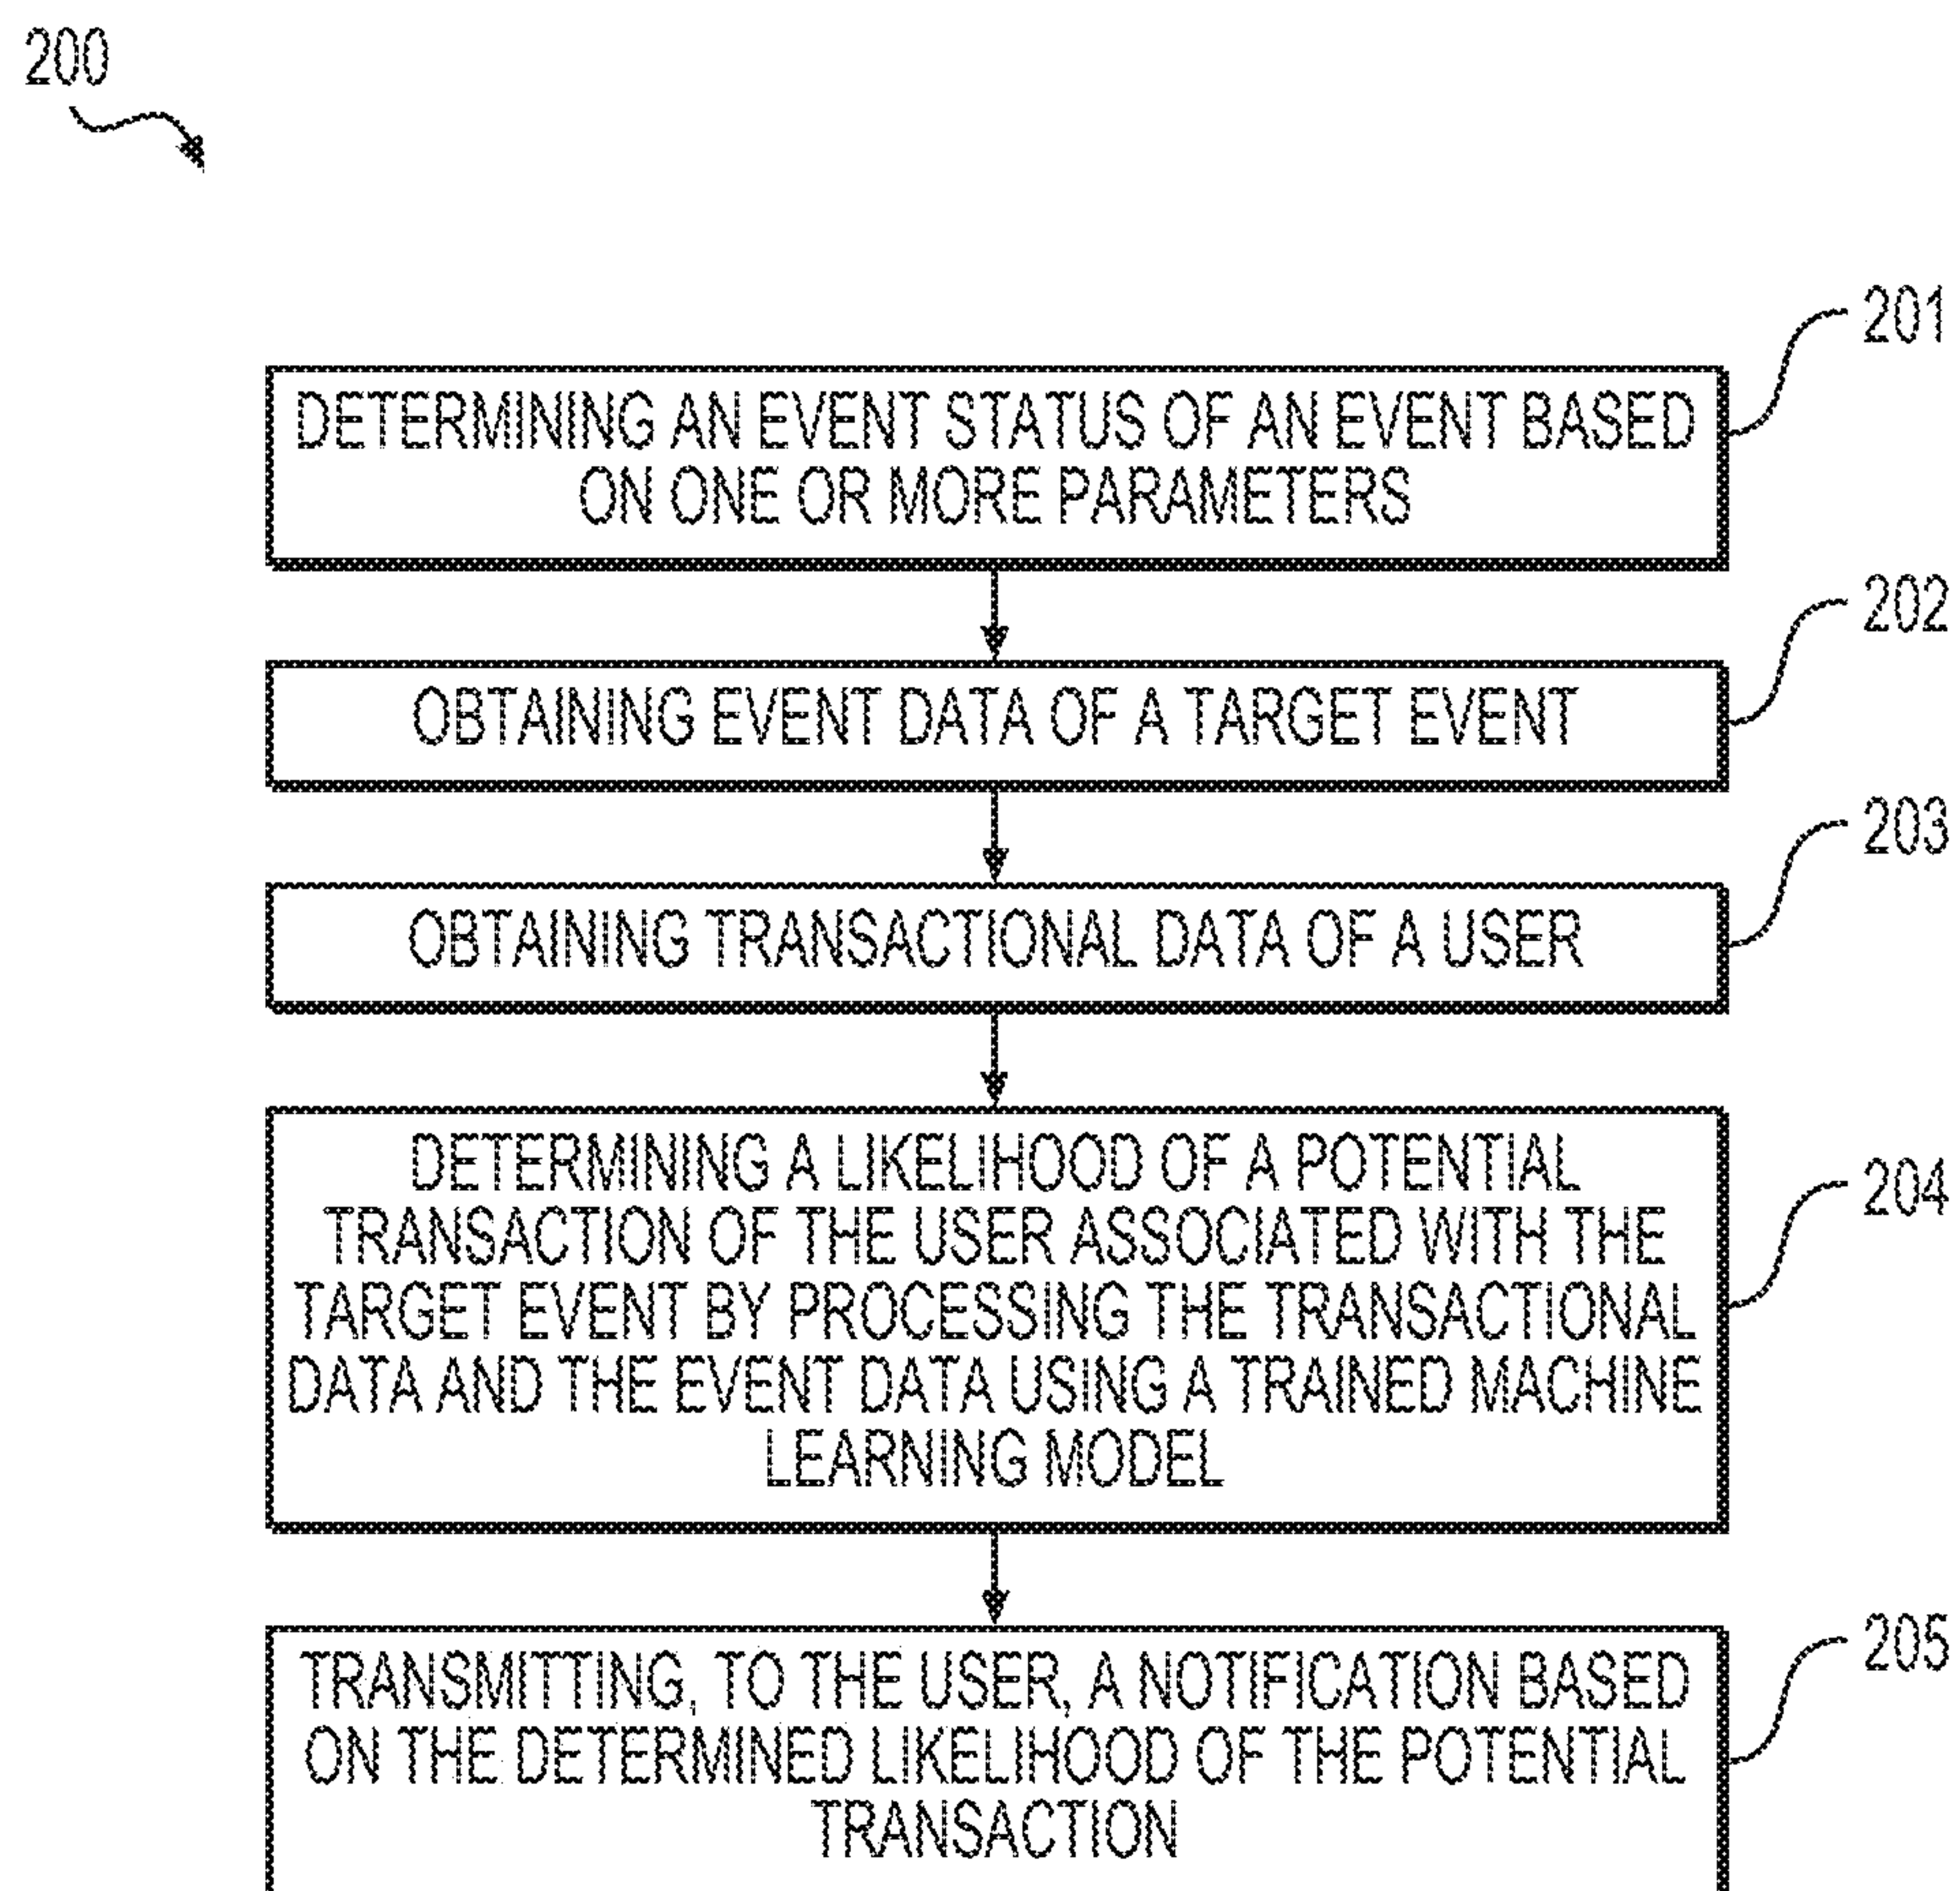 200
201
DETERMINING AN EVENT STATUS OF AN EVENT BASED
ON ONE OR MORE PARAMETERS
202
OBTAINING EVENT DATA OF A TARGET EVENT
203
OBTAINING TRANSACTIONAL DATA OF A USER
204
DETERMINING A LIKELIHOOD OF A POTENTIAL
TRANSACTION OF THE USER ASSOCIATED WITH THE
TARGET EVENT BY PROCESSING THE TRANSACTIONAL
DATA AND THE EVENT DATA USING A TRAINED MACHINE
LEARNING MODEL
205
TRANSMITTING, TO THE USER, A NOTIFICATION BASED
ON THE DETERMINED LIKELIHOOD OF THE POTENTIAL
TRANSACTION